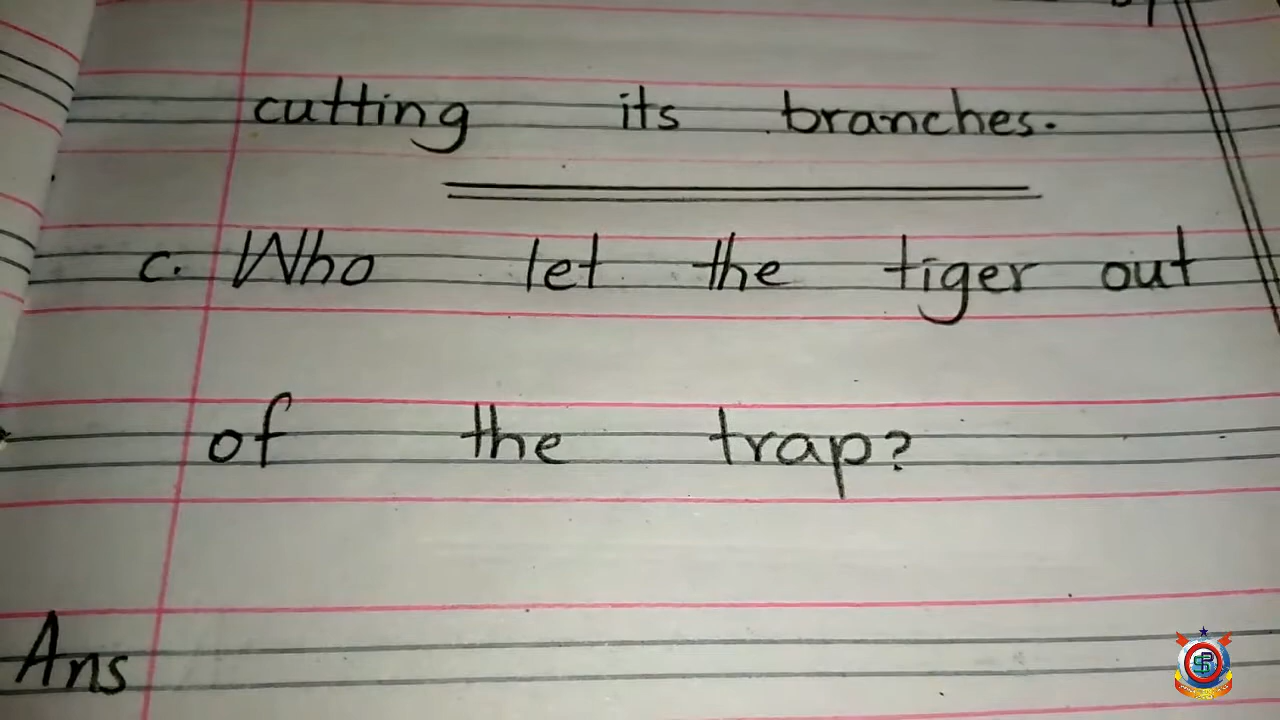 cutting its branches.
c. Who let the tiger out
of the trap?
Ans